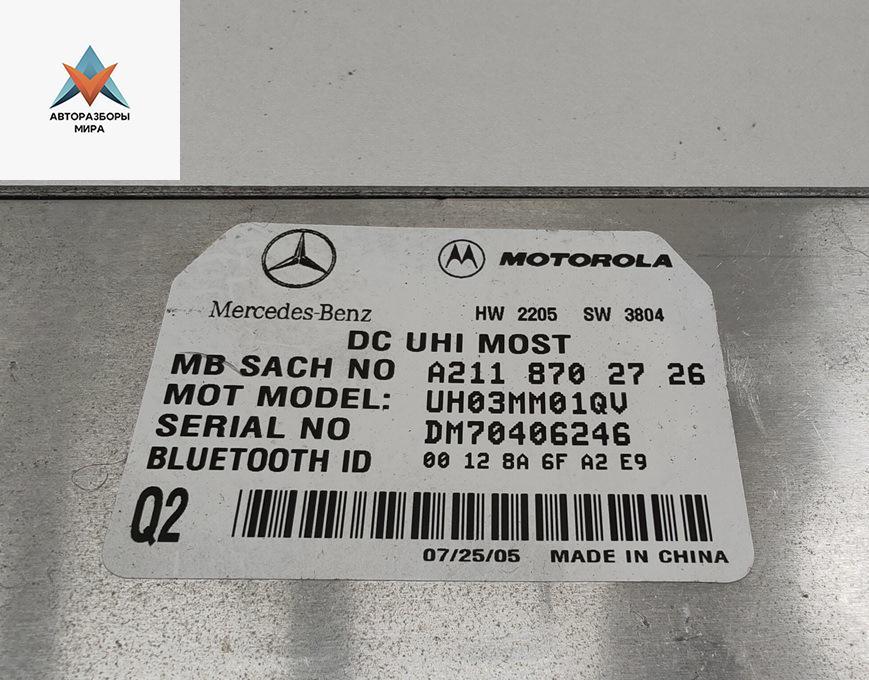 АВТОРАЗБОРЫ
МИРА
Mercedes-Benz
MOTOROLA
HW 2205 SW 3804
DC UHI MOST
MB SACH NO A211 870 27 26
MOT MODEL: UH03MM01QV
SERIAL NO DM70406246
BLUETOOTH ID 00 12 8A 6F A2 E9
Q2
07/25/05 MADE IN CHINA